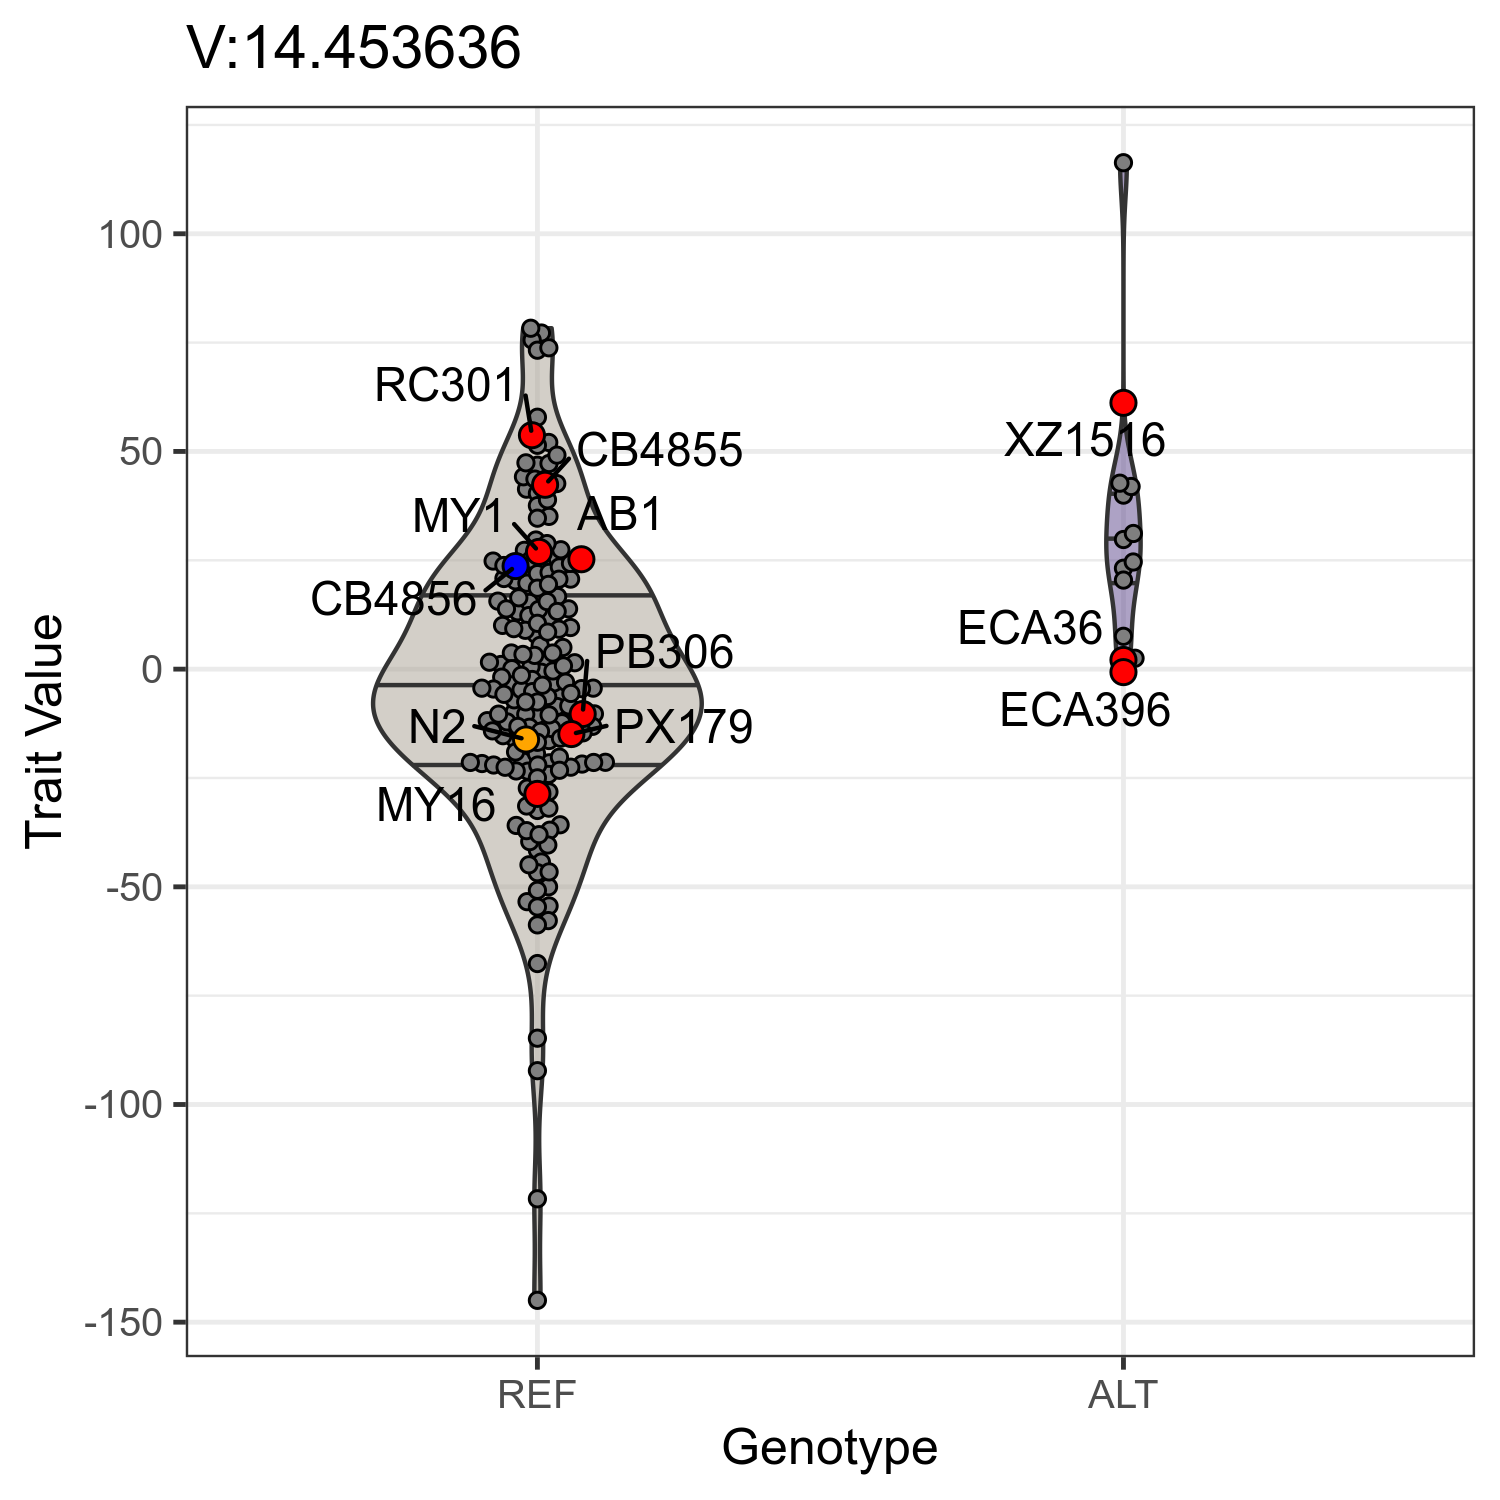 V:14.453636
Trait Value
100
50
0
-50
-100
-150
RC301
CB4855
MY1
AB1
CB4856
PB306
N2
PX179
MY16
XZ1516
ECA36
ECA396
REF
ALT
Genotype